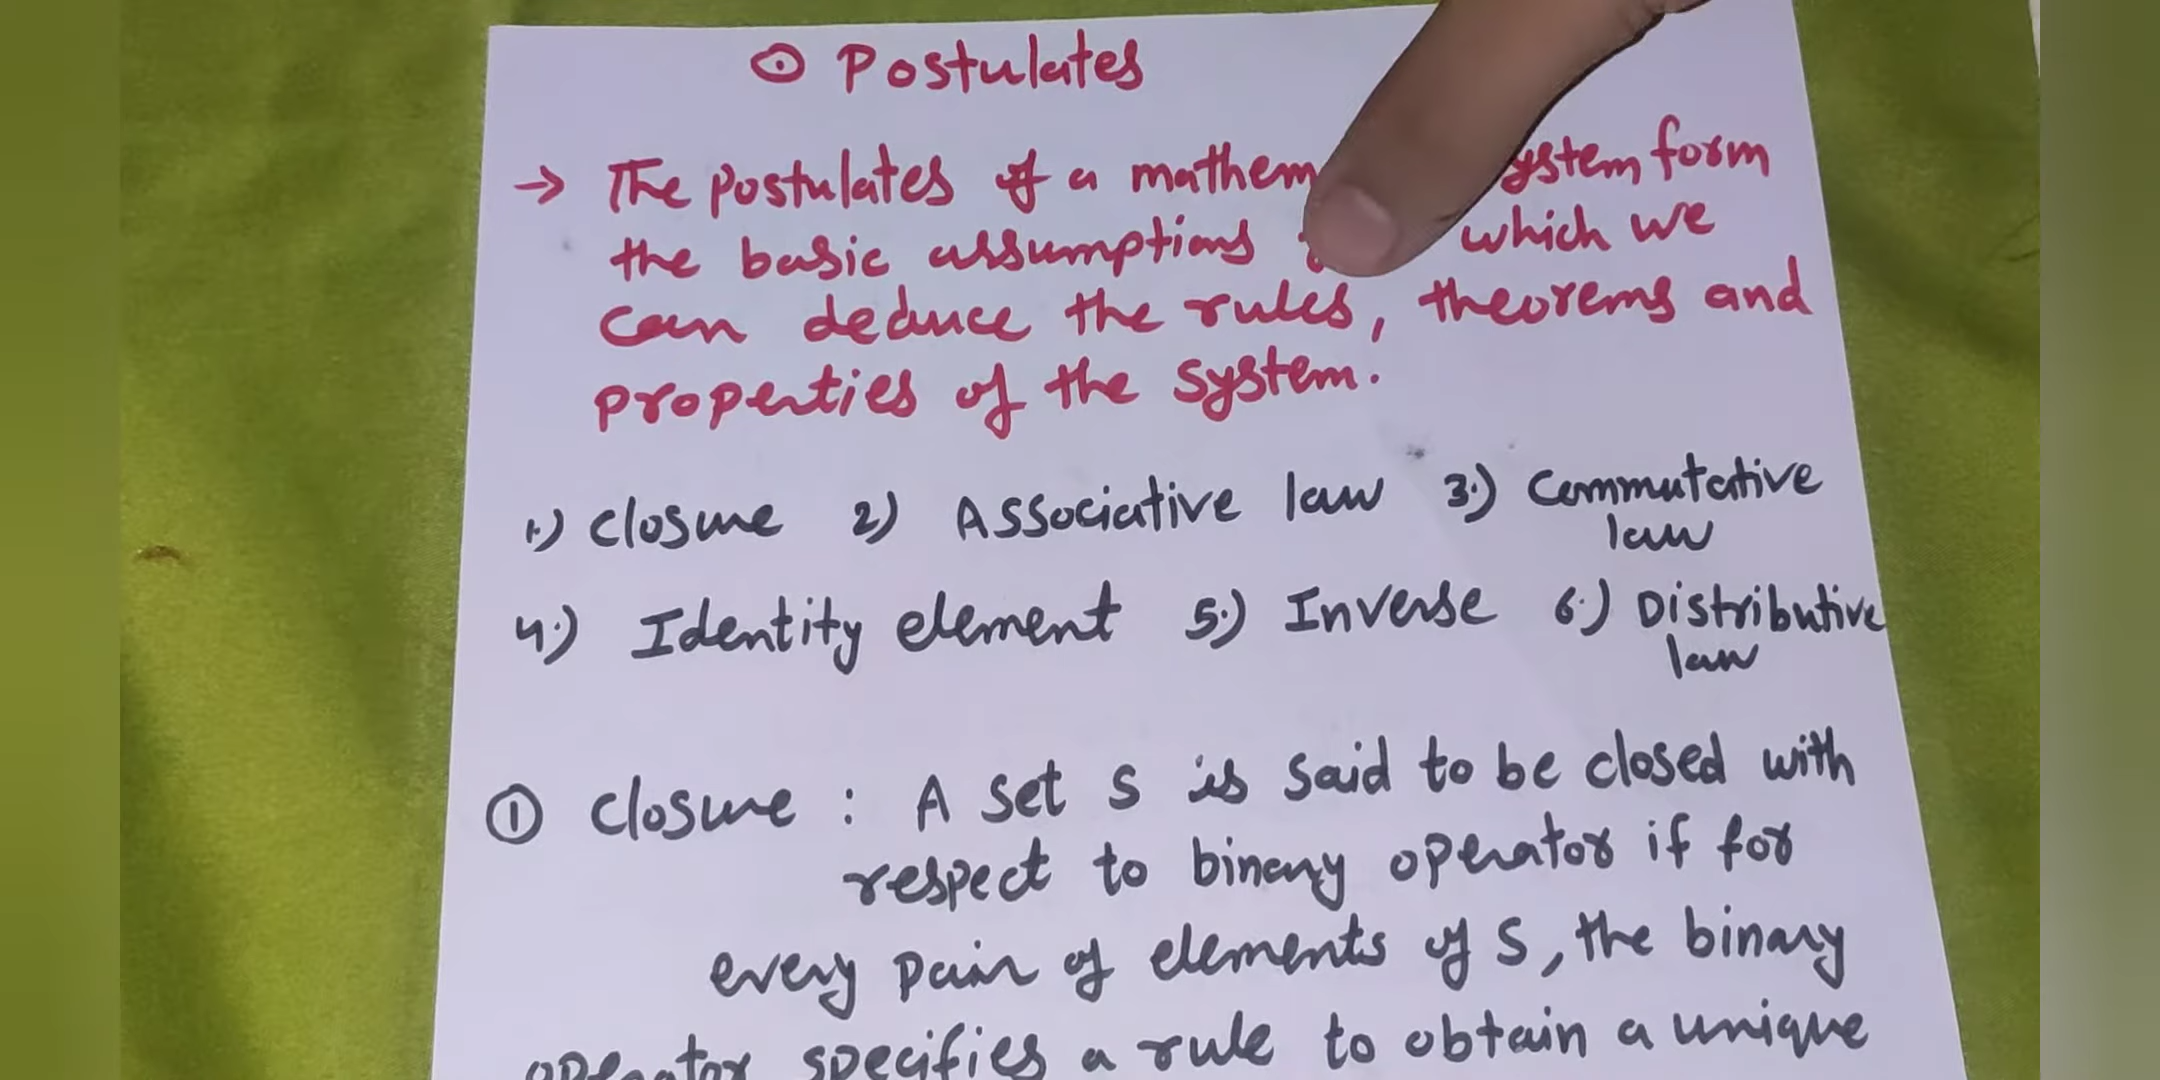 ⊙ Postulates
→ The postulates of a mathem ystem form
the basic assumptions which we
can deduce the rules, theorems and
properties of the system.
1.) Closure 2) Associative law 3.) Commutative
law
4.) Identity element 5.) Inverse 6.) Distributive
law
① Closure : A set S is said to be closed with
respect to binary operator if for
every pair of elements of S, the binary
operator specifies a rule to obtain a unique